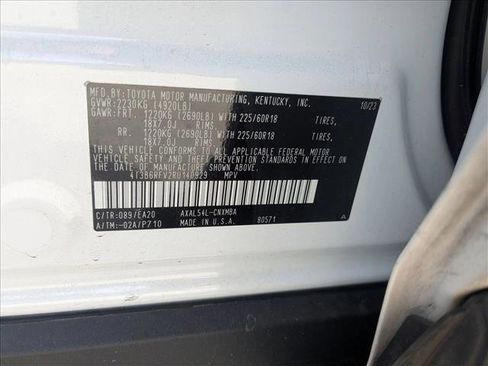 MFD.BY:TOYOTA MOTOR MANUFACTURING, KENTUCKY, INC. 10/23
GVWR: 2230KG (4920LB)
GAWR: FRT. 1220KG (2690LB) WITH 225/60R18 TIRES,
18X7.0J RIMS,
RR. 1220KG (2690LB) WITH 225/60R18 TIRES,
18X7.0J RIMS,
THIS VEHICLE CONFORMS TO ALL APPLICABLE FEDERAL MOTOR
VEHICLE SAFETY AND THEFT PREVENTION STANDARDS IN EFFECT ON
THE DATE OF MANUFACTURE SHOWN ABOVE.
4T3B6RFV2RU140929 MPV
C/TR:089/EA20 AXAL54L-CNXMBA
A/TM:-02A/P710 MADE IN U.S.A. 80571 A